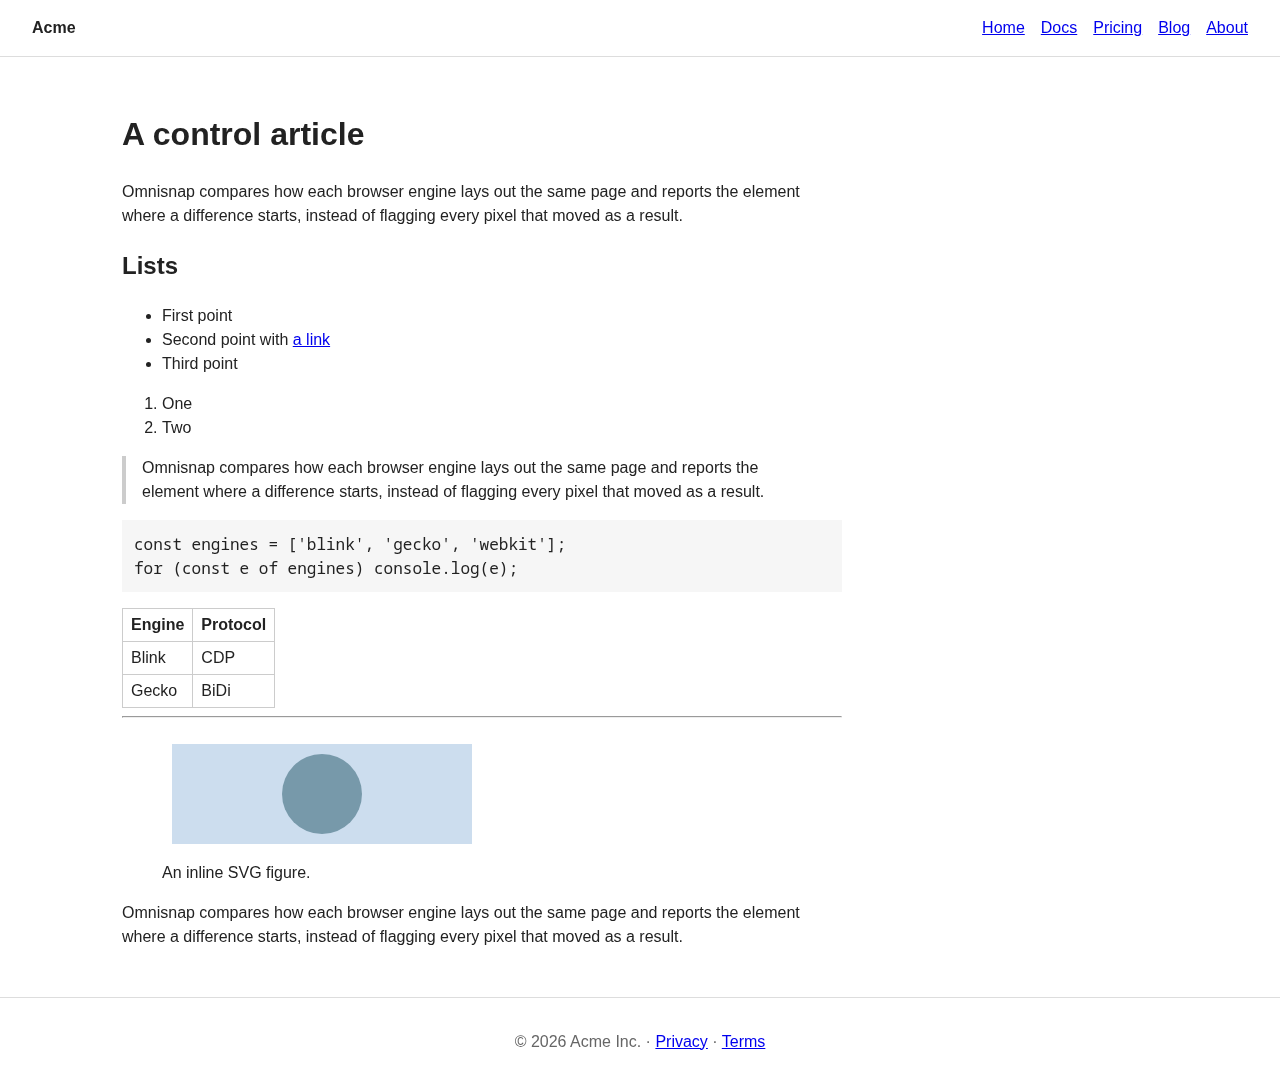 Acme
Home Docs Pricing Blog About
A control article
Omnisnap compares how each browser engine lays out the same page and reports the element
where a difference starts, instead of flagging every pixel that moved as a result.
Lists
• First point
• Second point with a link
• Third point
1. One
2. Two
Omnisnap compares how each browser engine lays out the same page and reports the
element where a difference starts, instead of flagging every pixel that moved as a result.
const engines = ['blink', 'gecko', 'webkit'];
for (const e of engines) console.log(e);
Engine Protocol
Blink CDP
Gecko BiDi
An inline SVG figure.
Omnisnap compares how each browser engine lays out the same page and reports the element
where a difference starts, instead of flagging every pixel that moved as a result.
© 2026 Acme Inc. · Privacy · Terms